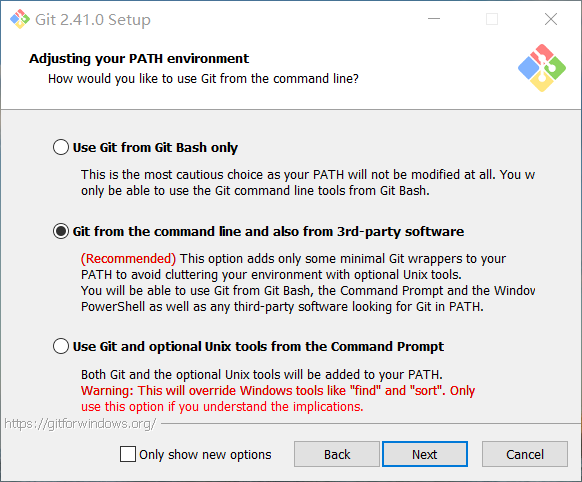 Git 2.41.0 Setup
Adjusting your PATH environment
How would you like to use Git from the command line?
Use Git from Git Bash only
This is the most cautious choice as your PATH will not be modified at all. You w
only be able to use the Git command line tools from Git Bash.
Git from the command line and also from 3rd-party software
(Recommended) This option adds only some minimal Git wrappers to your
PATH to avoid cluttering your environment with optional Unix tools.
You will be able to use Git from Git Bash, the Command Prompt and the Window
PowerShell as well as any third-party software looking for Git in PATH.
Use Git and optional Unix tools from the Command Prompt
Both Git and the optional Unix tools will be added to your PATH.
Warning: This will override Windows tools like "find" and "sort". Only
use this option if you understand the implications.
https://gitforwindows.org/
Only show new options
Back
Next
Cancel